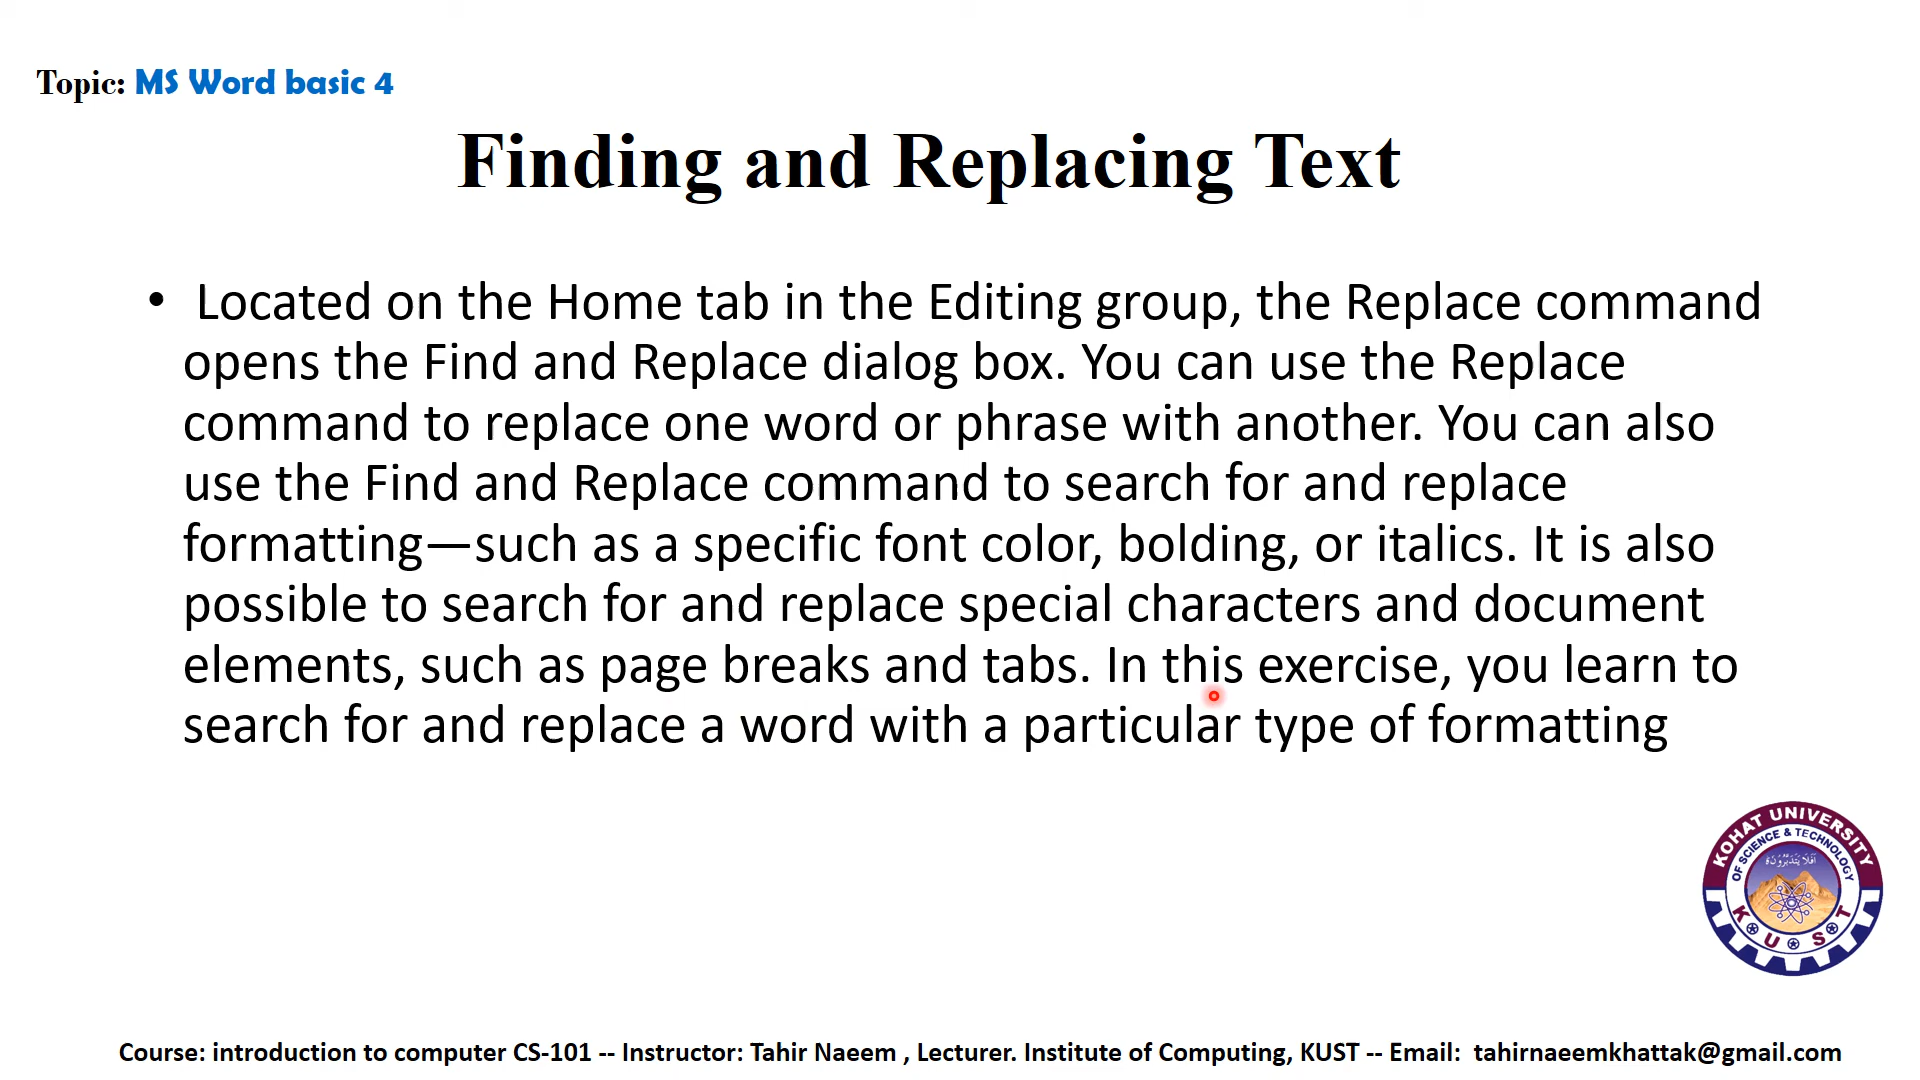 Topic: MS Word basic 4
Finding and Replacing Text
• Located on the Home tab in the Editing group, the Replace command
opens the Find and Replace dialog box. You can use the Replace
command to replace one word or phrase with another. You can also
use the Find and Replace command to search for and replace
formatting—such as a specific font color, bolding, or italics. It is also
possible to search for and replace special characters and document
elements, such as page breaks and tabs. In this exercise, you learn to
search for and replace a word with a particular type of formatting
KOHAT UNIVERSITY
OF SCIENCE & TECHNOLOGY
K U S T
Course: introduction to computer CS-101 -- Instructor: Tahir Naeem , Lecturer. Institute of Computing, KUST -- Email: tahirnaeemkhattak@gmail.com